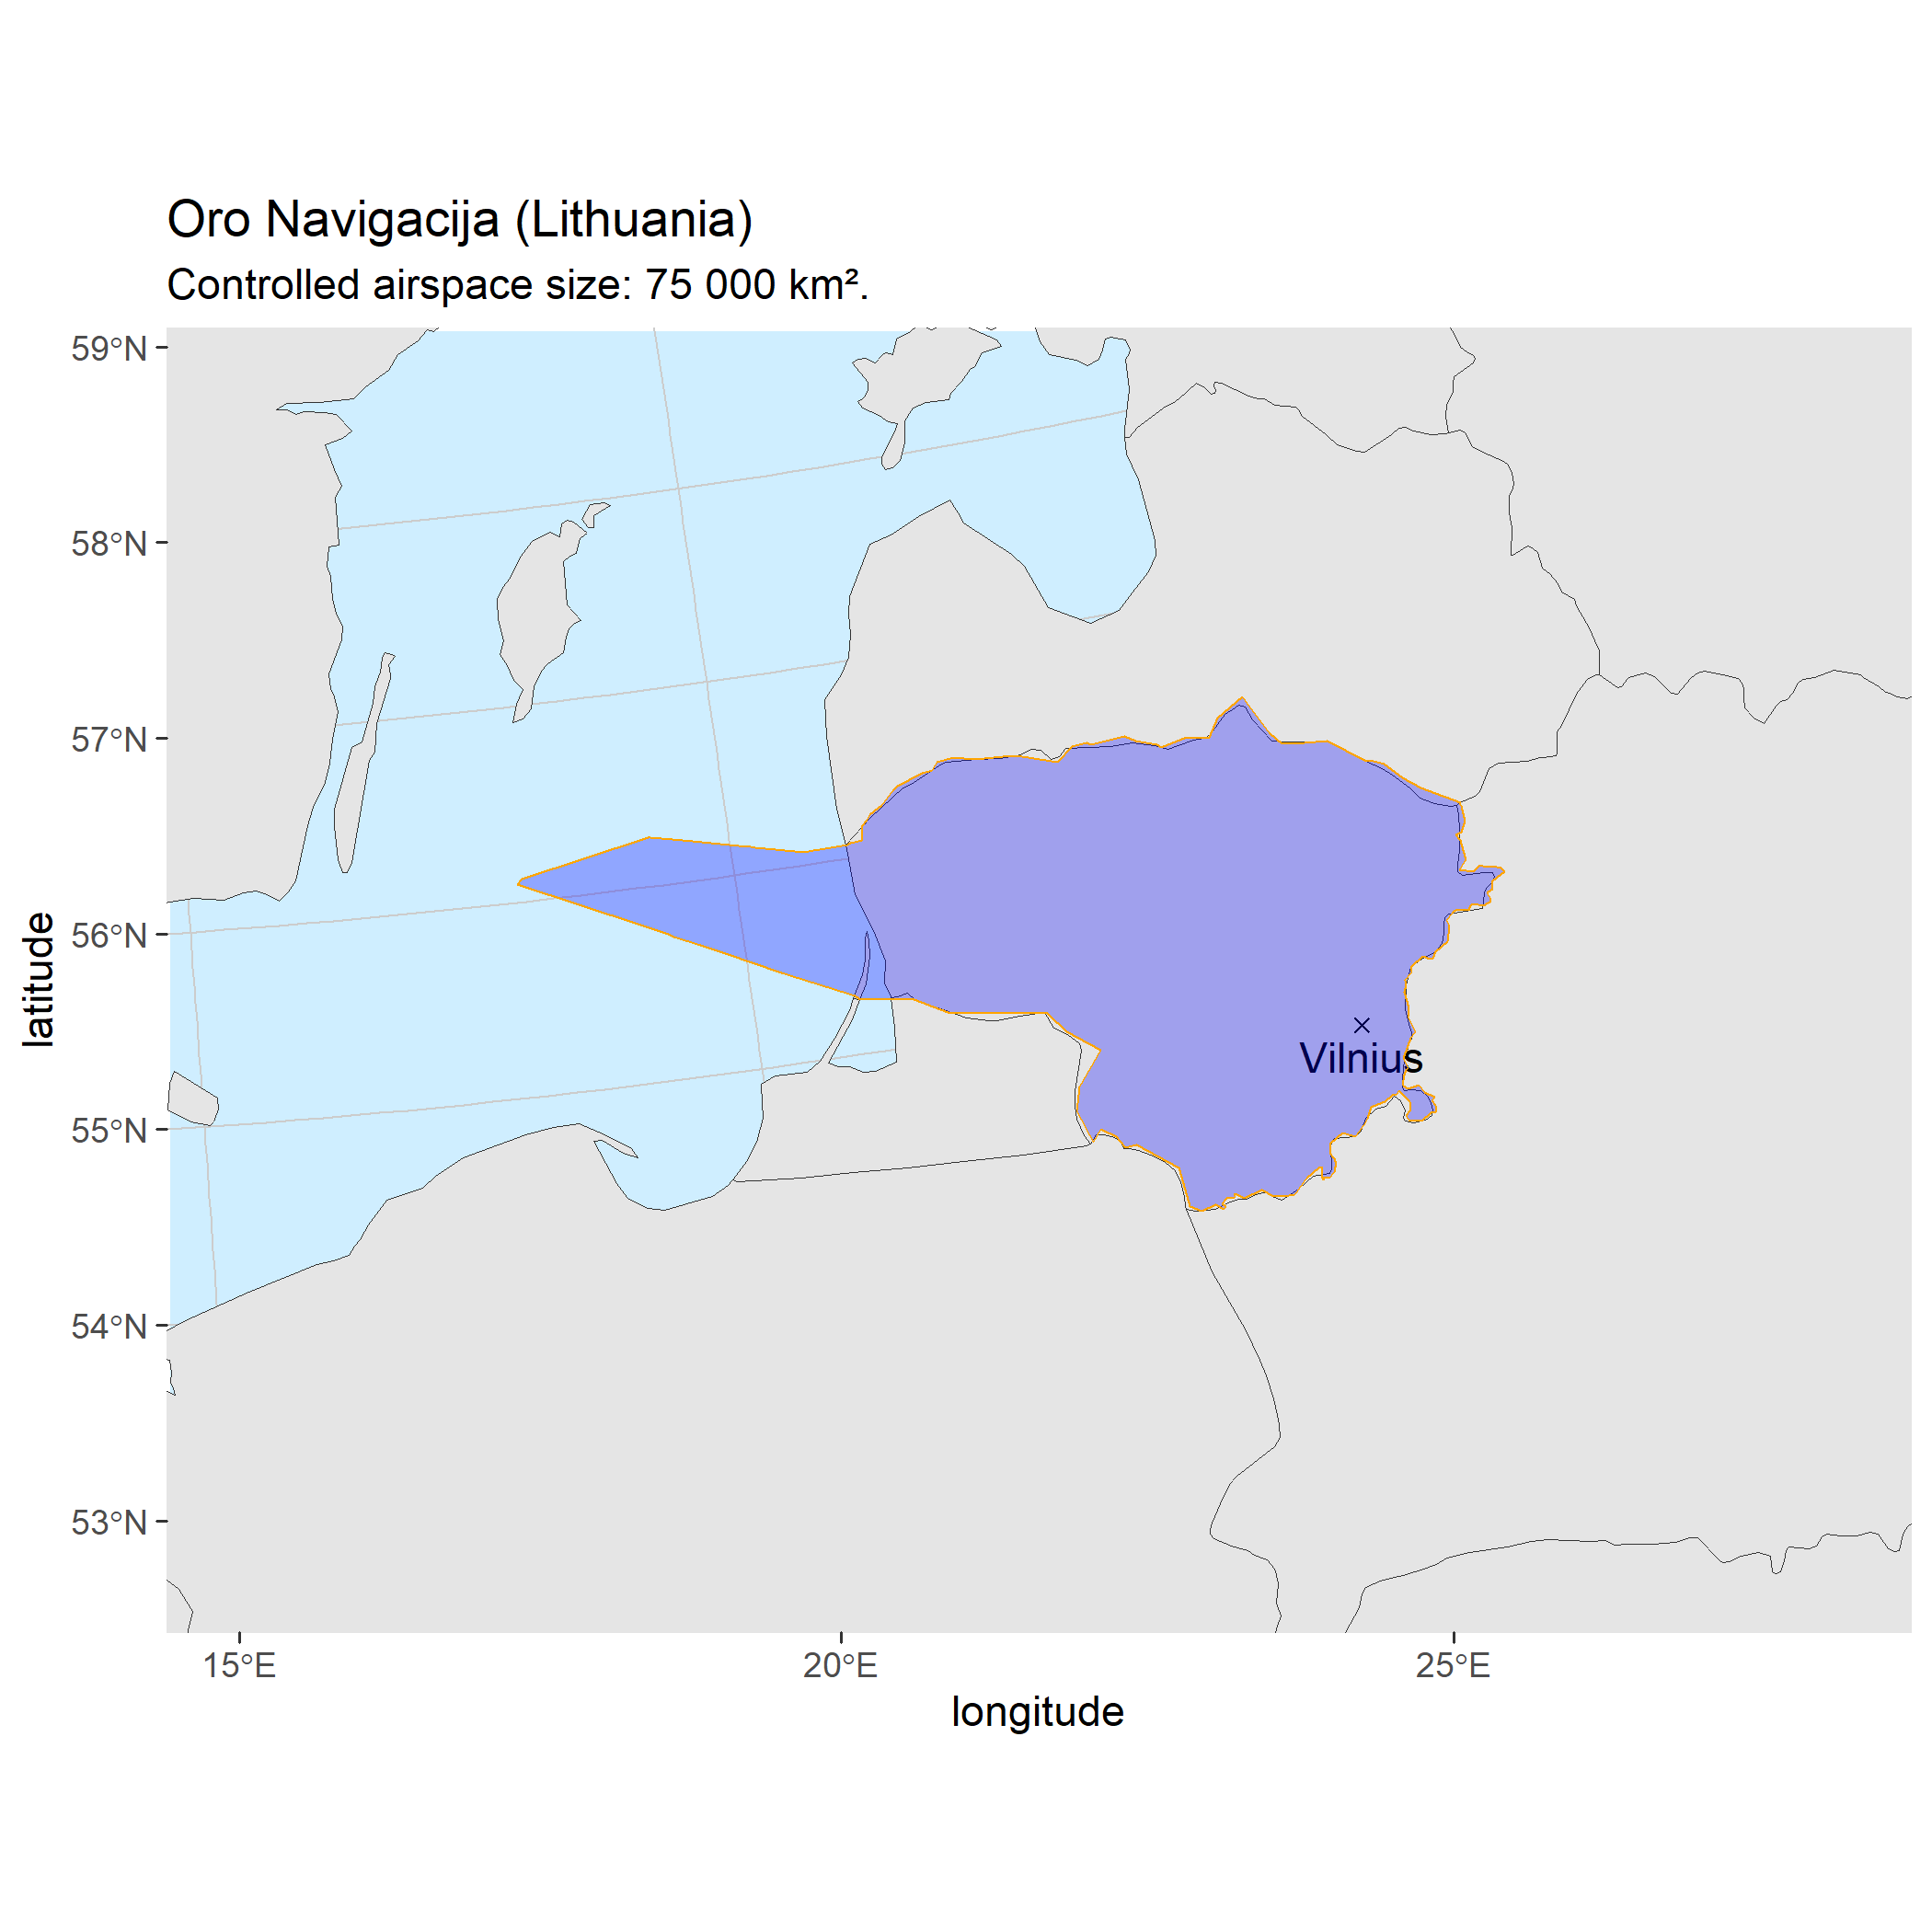 Oro Navigacija (Lithuania)
Controlled airspace size: 75 000 km².
59°N
58°N
57°N
56°N
55°N
54°N
53°N
latitude
Vilnius
15°E
20°E
25°E
longitude